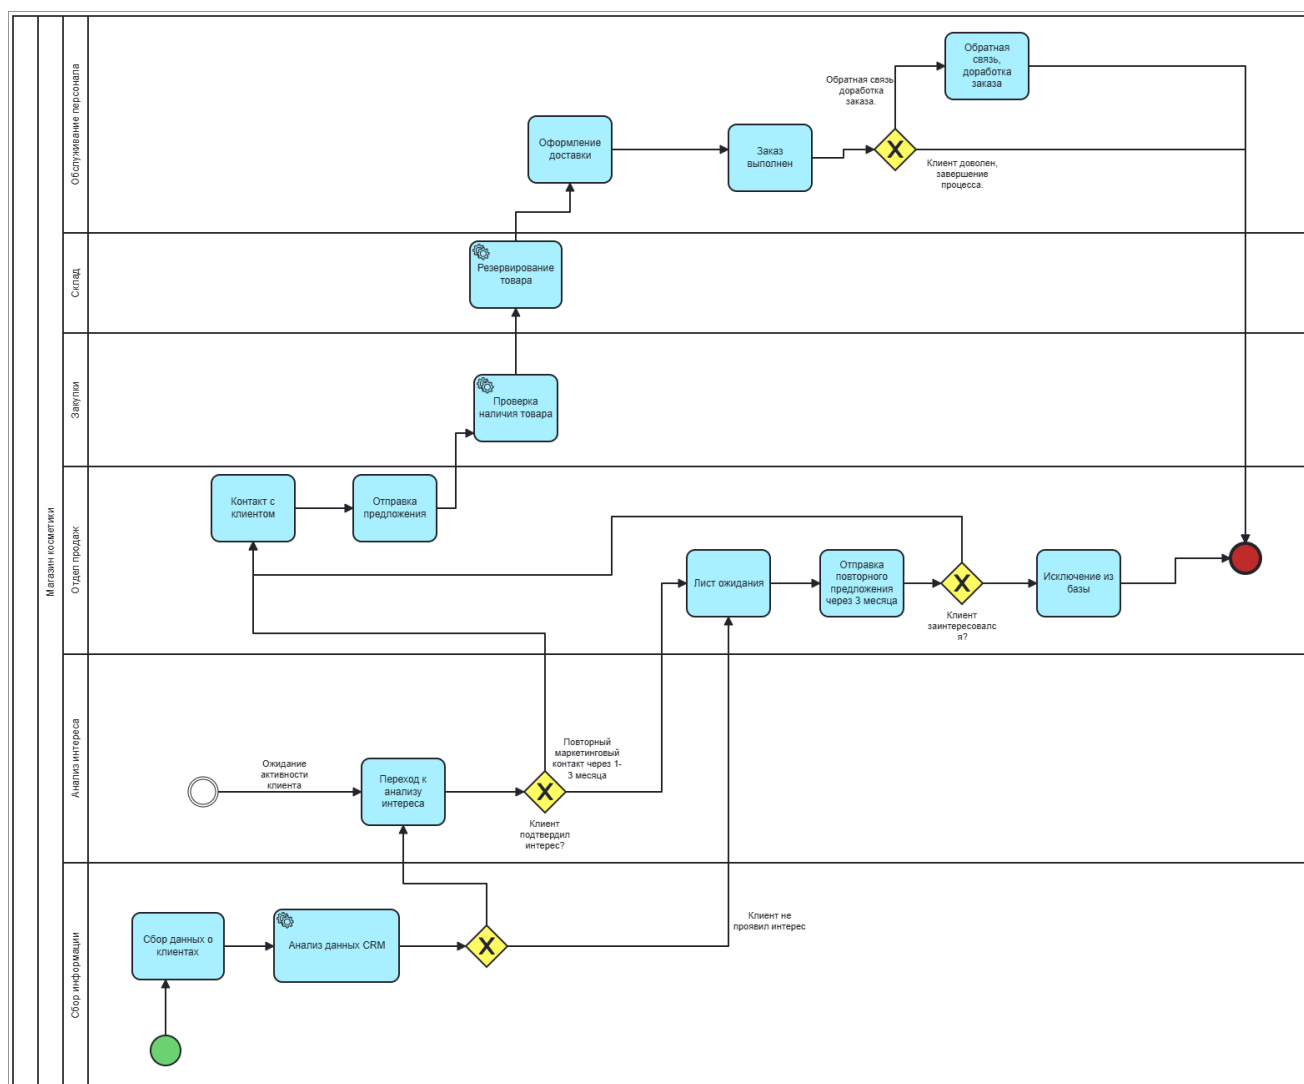 Магазин косметики
Обслуживание персонала
Обратная
связь,
доработка
заказа
Обратная связь
доработка
заказа.
Оформление
доставки
Заказ
выполнен
Клиент доволен,
завершение
процесса.
Склад
Резервирование
товара
Закупки
Проверка
наличия товара
Отдел продаж
Контакт с
клиентом
Отправка
предложения
Лист ожидания
Отправка
повторного
предложения
через 3 месяца
Исключение из
базы
Клиент
заинтересовалс
я?
Анализ интереса
Ожидание
активности
клиента
Переход к
анализу
интереса
Повторный
маркетинговый
контакт через 1-
3 месяца
Клиент
подтвердил
интерес?
Сбор информации
Сбор данных о
клиентах
Анализ данных CRM
Клиент не
проявил интерес